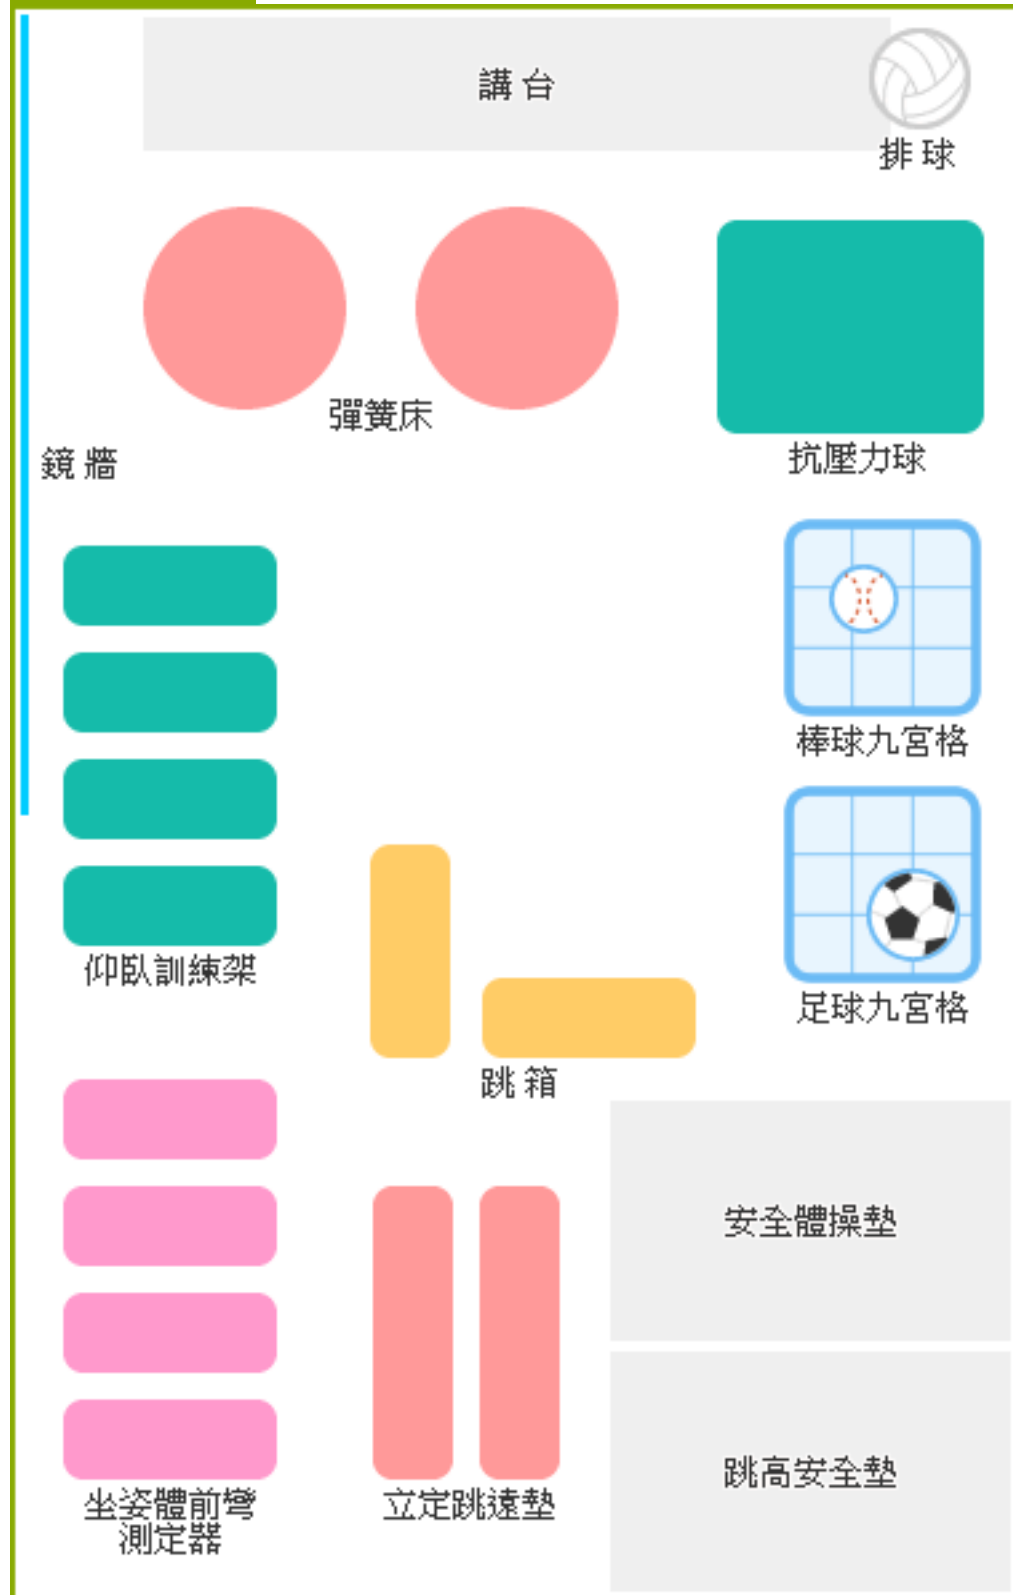 講台
排球
彈簧床
鏡牆
抗壓力球
棒球九宮格
仰臥訓練架
足球九宮格
跳箱
安全體操墊
跳高安全墊
坐姿體前彎
測定器
立定跳遠墊